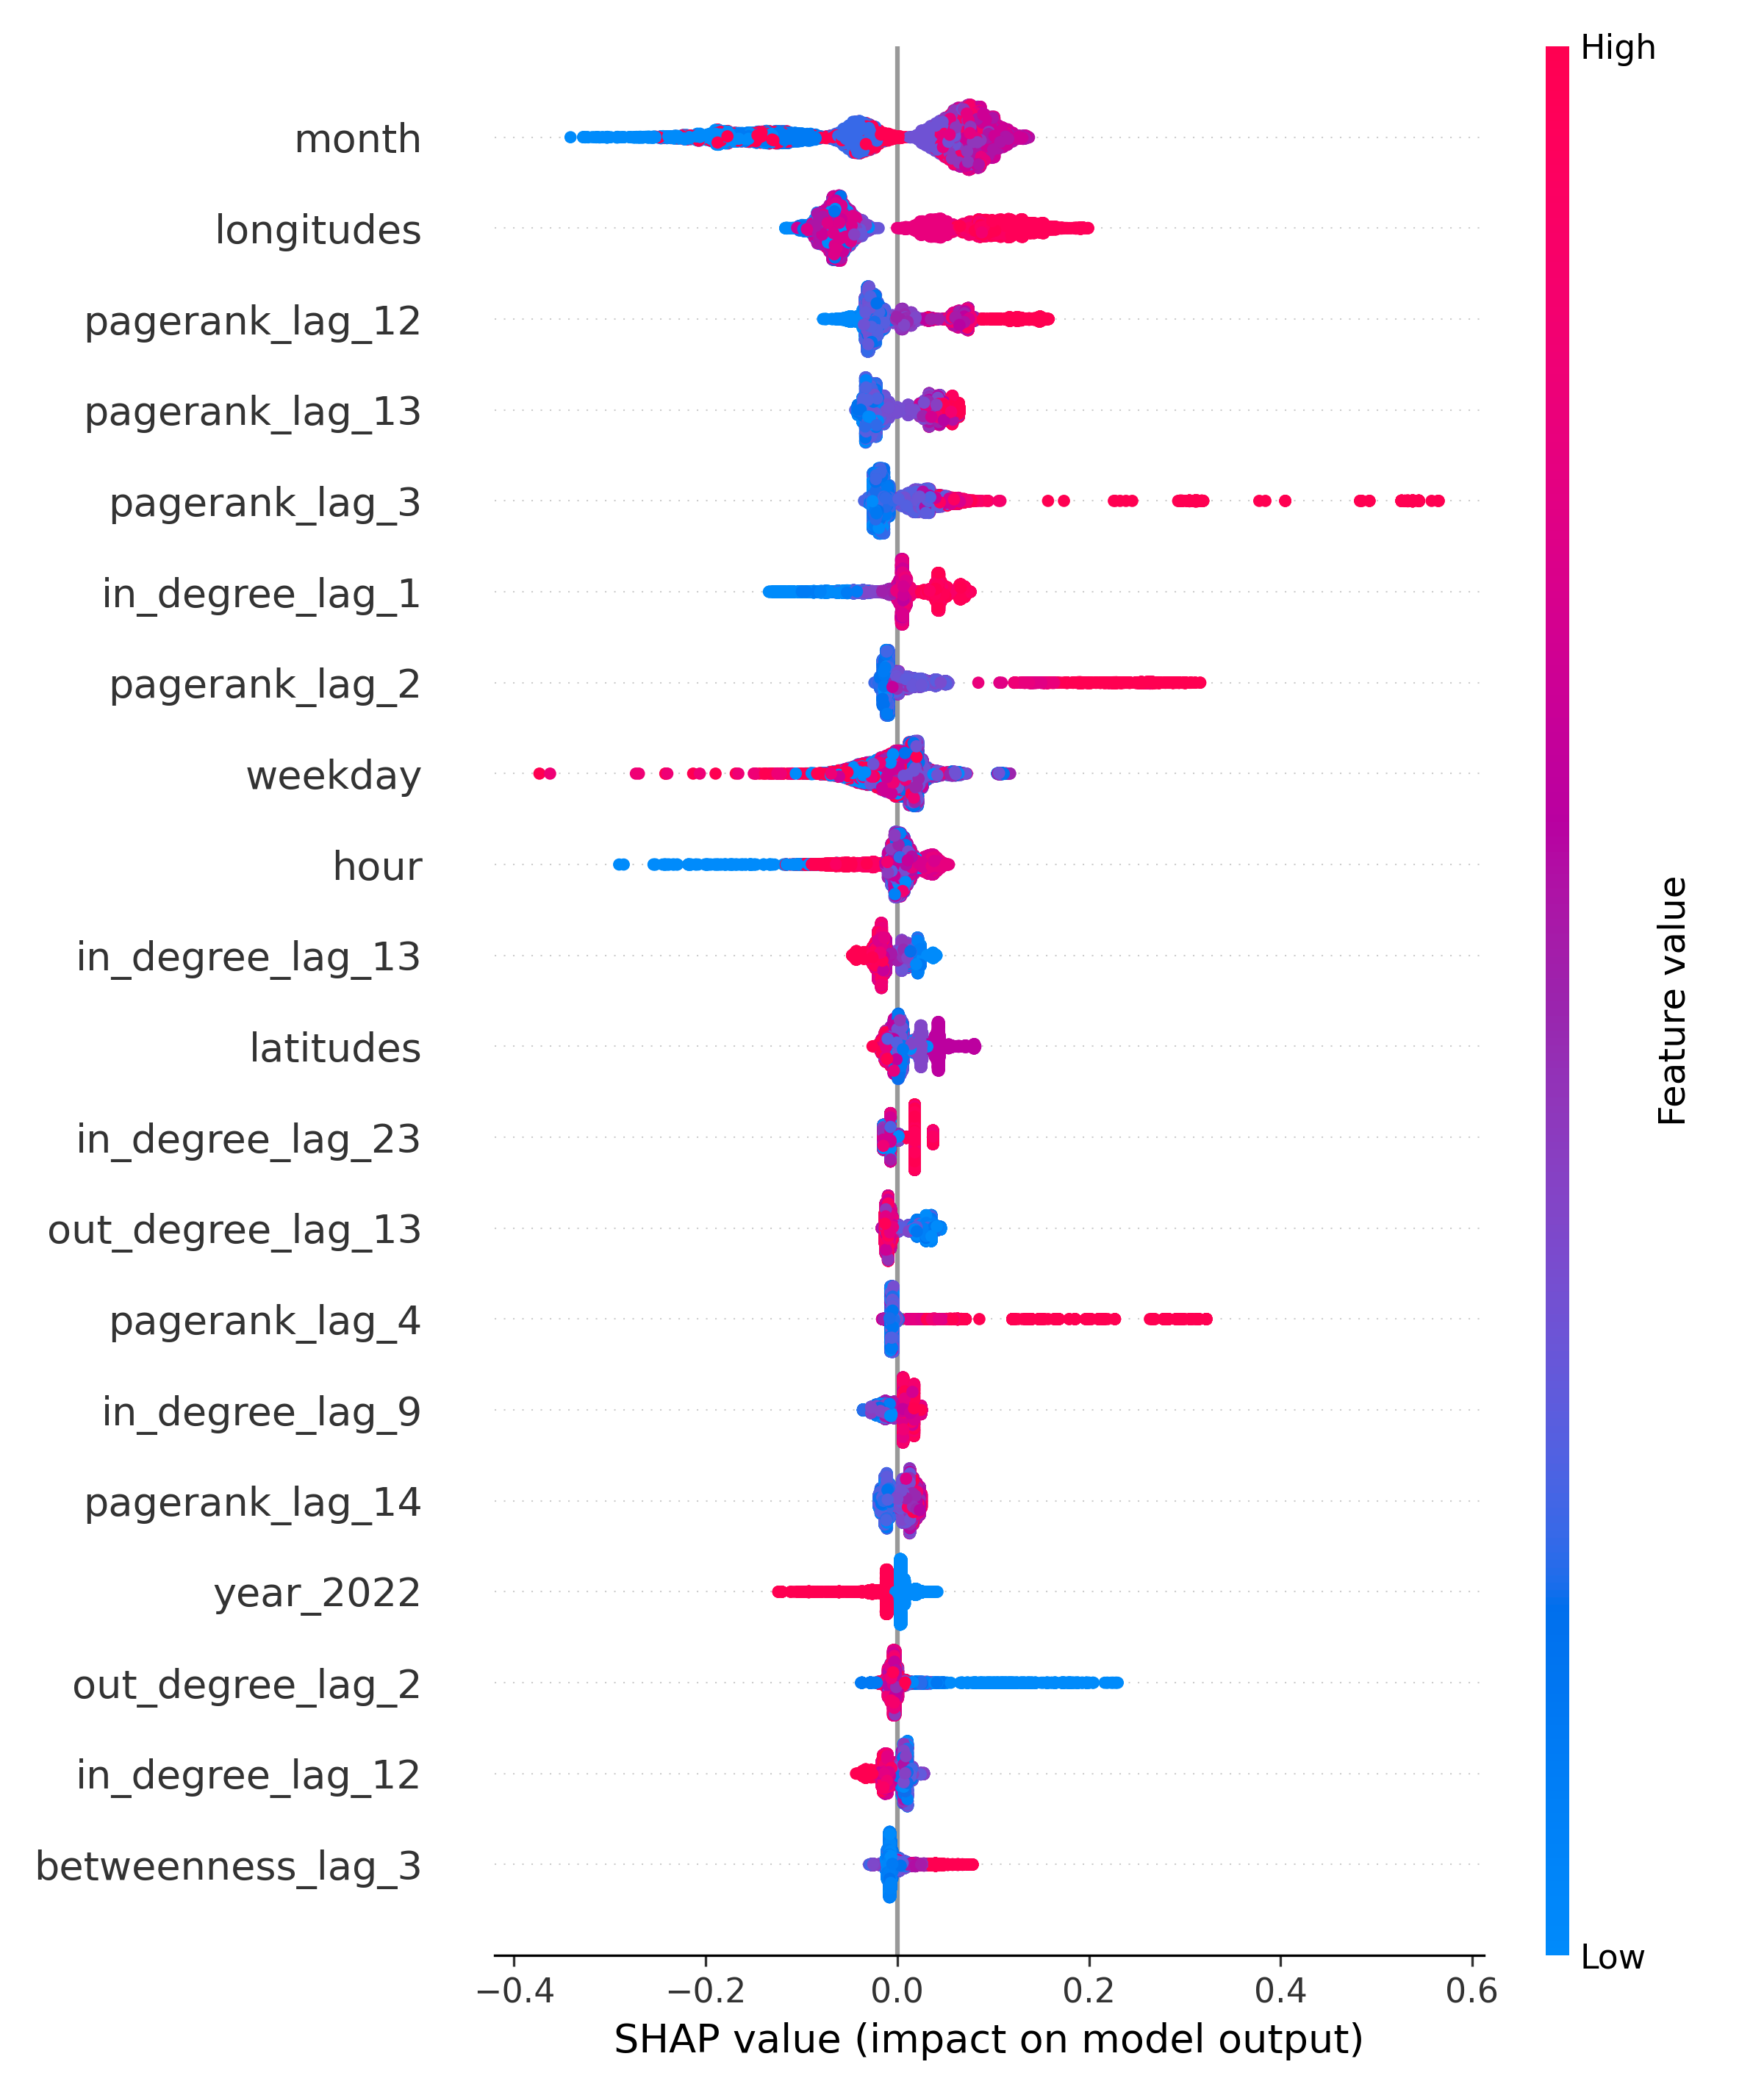 High
month
longitudes
pagerank_lag_12
pagerank_lag_13
pagerank_lag_3
in_degree_lag_1
pagerank_lag_2
weekday
hour
in_degree_lag_13
latitudes
in_degree_lag_23
out_degree_lag_13
pagerank_lag_4
in_degree_lag_9
pagerank_lag_14
year_2022
out_degree_lag_2
in_degree_lag_12
betweenness_lag_3
Feature value
Low
−0.4 −0.2 0.0 0.2 0.4 0.6
SHAP value (impact on model output)